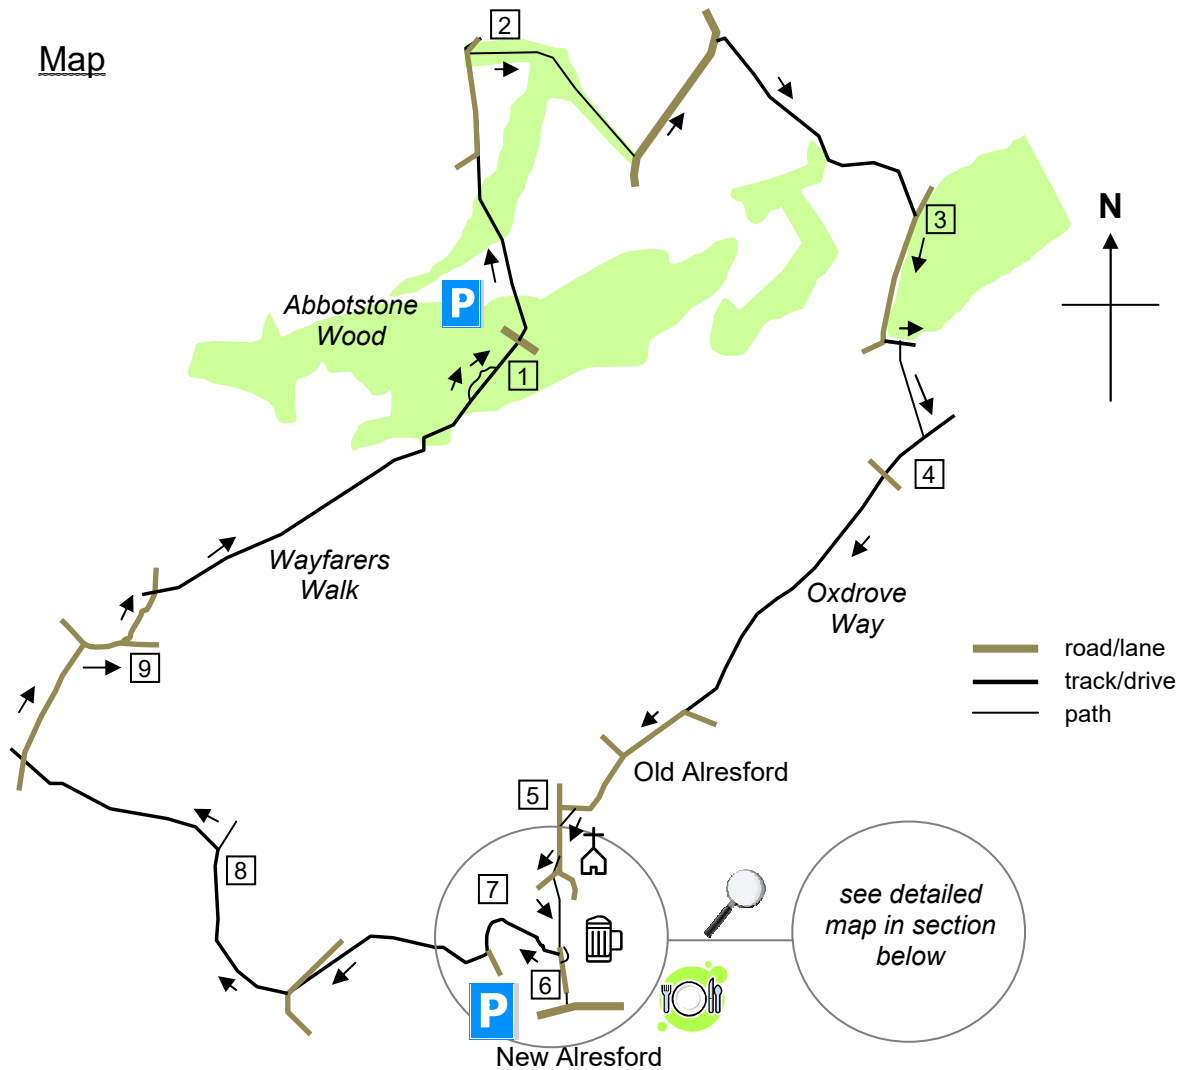 Map
2
N
3
P
Abbotstone
Wood
1
4
Wayfarers
Walk
Oxdrove
Way
road/lane
track/drive
path
9
Old Alresford
5
8
7
see detailed
map in section
below
6
P
New Alresford